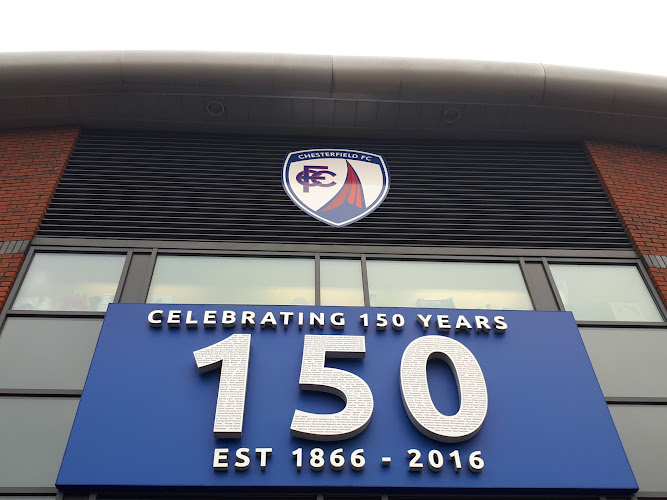 CHESTERFIELD FC
CFC
CELEBRATING 150 YEARS
150
EST 1866 - 2016